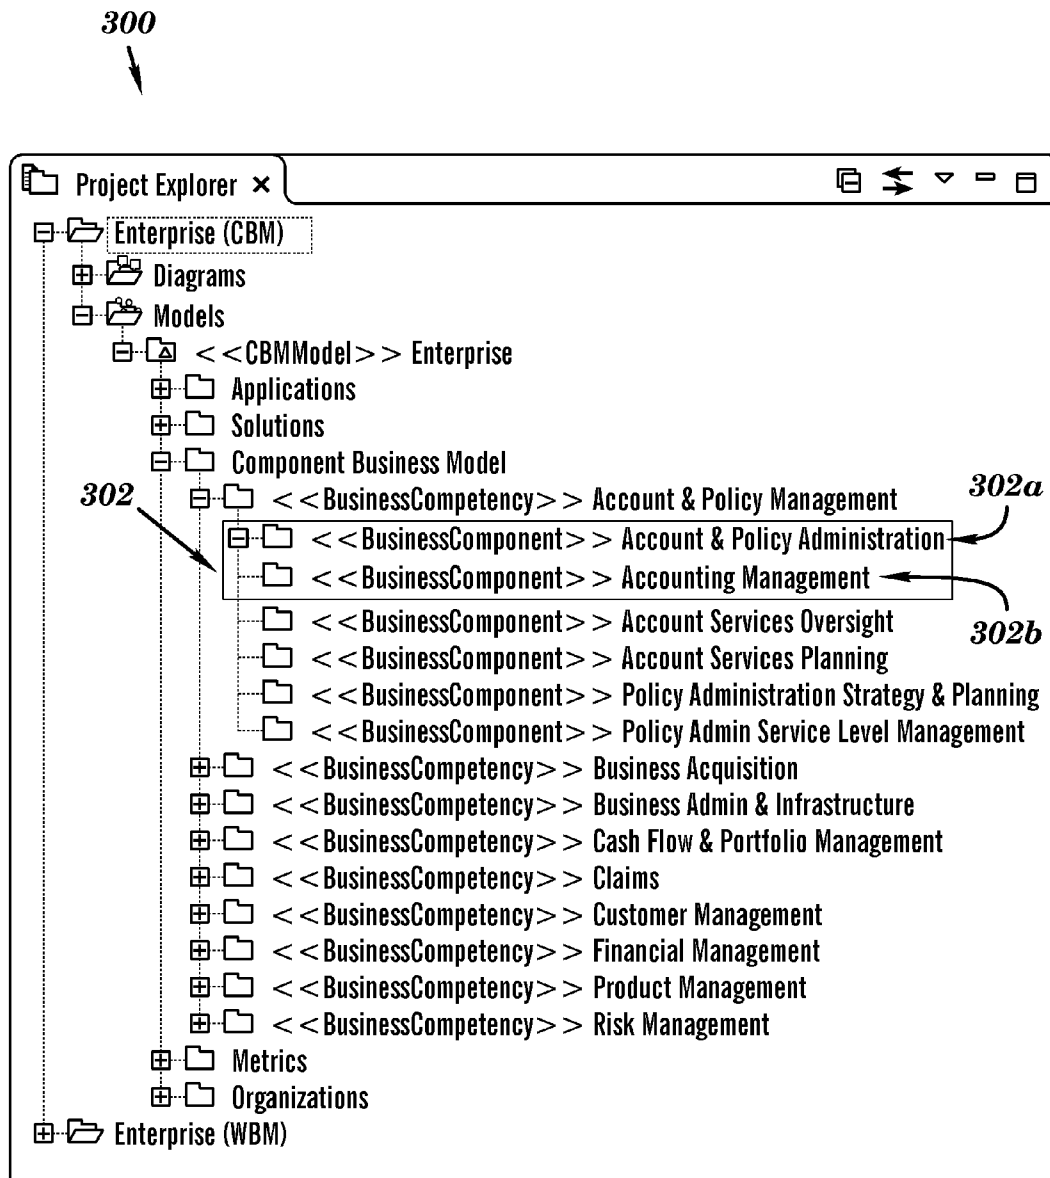 300
Project Explorer
Enterprise (CBM)
Diagrams
Models
<<CBMModel>> Enterprise
Applications
Solutions
Component Business Model
302
<<BusinessCompetency>> Account & Policy Management
302a
<<BusinessComponent>> Account & Policy Administration
<<BusinessComponent>> Accounting Management
<<BusinessComponent>> Account Services Oversight
302b
<<BusinessComponent>> Account Services Planning
<<BusinessComponent>> Policy Administration Strategy & Planning
<<BusinessComponent>> Policy Admin Service Level Management
<<BusinessCompetency>> Business Acquisition
<<BusinessCompetency>> Business Admin & Infrastructure
<<BusinessCompetency>> Cash Flow & Portfolio Management
<<BusinessCompetency>> Claims
<<BusinessCompetency>> Customer Management
<<BusinessCompetency>> Financial Management
<<BusinessCompetency>> Product Management
<<BusinessCompetency>> Risk Management
Metrics
Organizations
Enterprise (WBM)